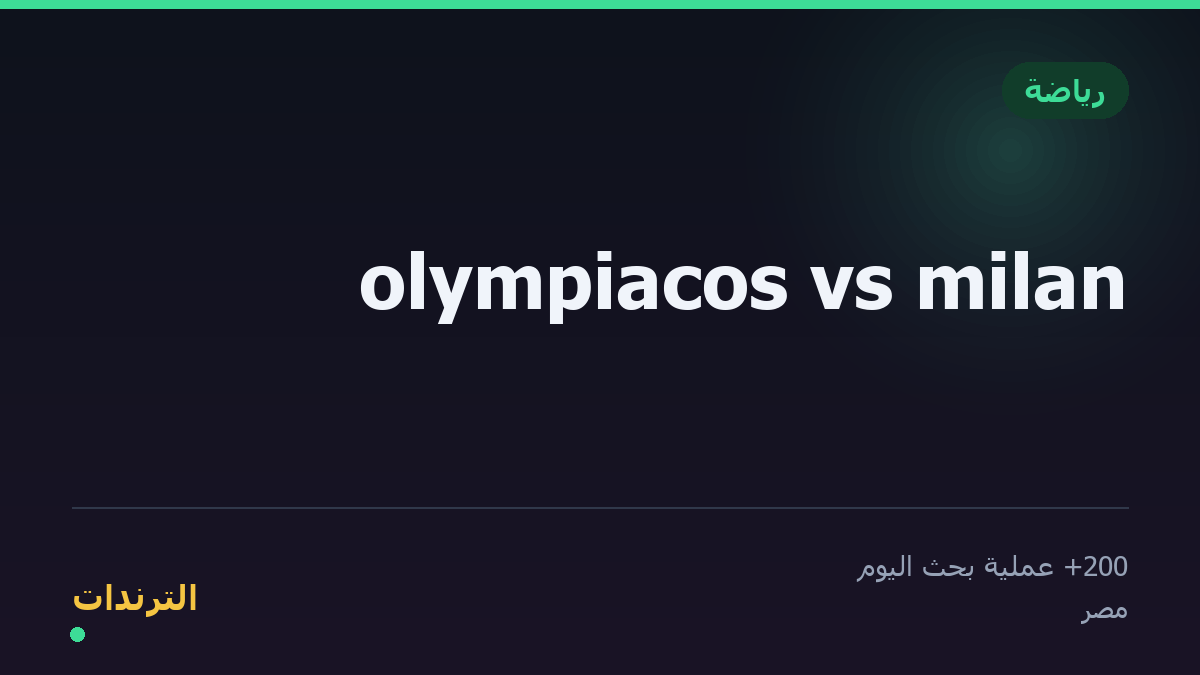 رياضة
olympiacos vs milan
+200 عملية بحث اليوم
مصر
الترندات